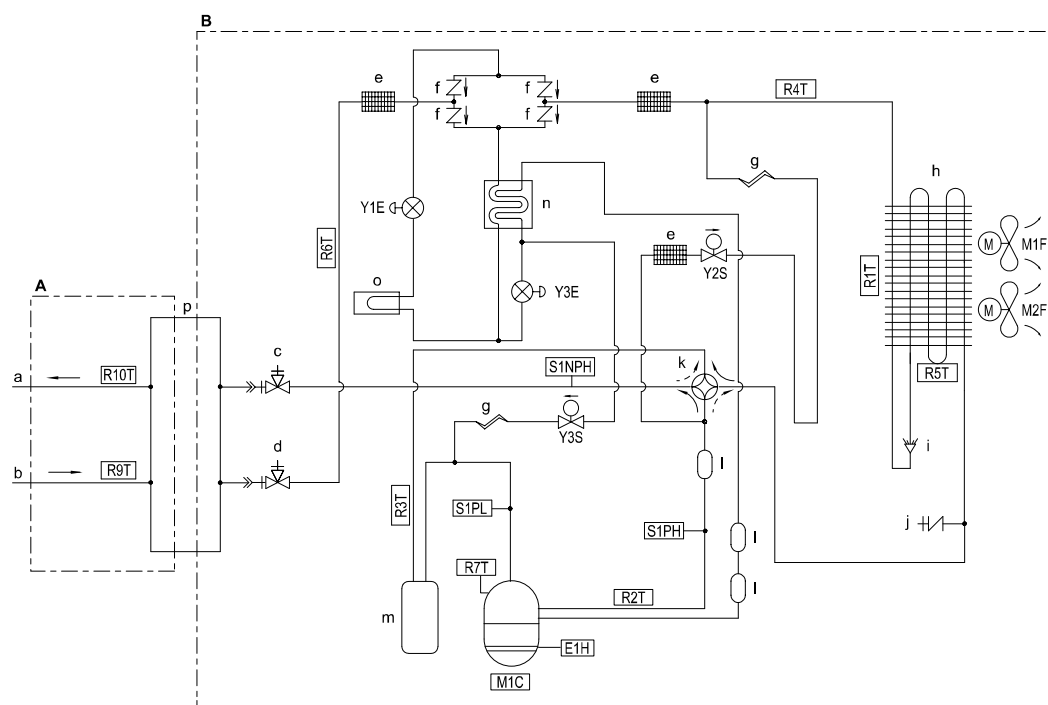 B
e
f
f
e
R4T
f
f
g
h
n
Y1E
R6T
e
Y2S
M
M1F
R1T
A
o
Y3E
M
M2F
p
c
S1NPH
k
R5T
a
R10T
g
Y3S
d
l
i
b
R9T
R3T
S1PL
S1PH
j
l
R7T
l
m
R2T
E1H
M1C